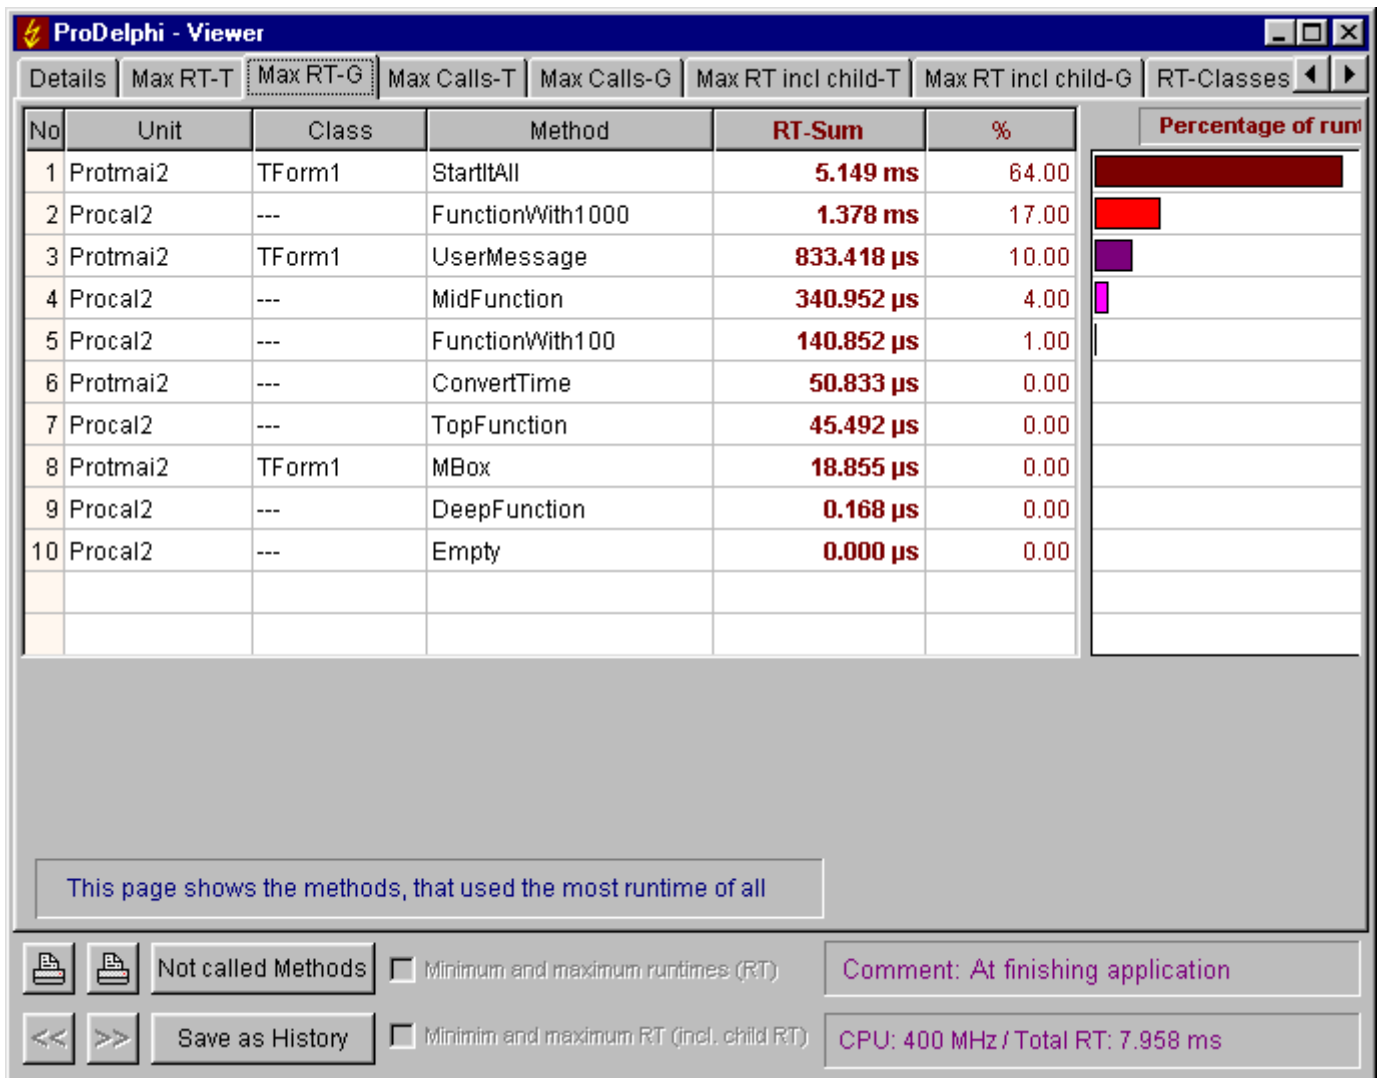 ProDelphi - Viewer
Details Max RT-T Max RT-G Max Calls-T Max Calls-G Max RT incl child-T Max RT incl child-G RT-Classes
No Unit Class Method RT-Sum % Percentage of runt
1 Protmai2 TForm1 StartItAll 5.149 ms 64.00
2 Procal2 --- FunctionWith1000 1.378 ms 17.00
3 Protmai2 TForm1 UserMessage 833.418 µs 10.00
4 Procal2 --- MidFunction 340.952 µs 4.00
5 Procal2 --- FunctionWith100 140.852 µs 1.00
6 Protmai2 --- ConvertTime 50.833 µs 0.00
7 Procal2 --- TopFunction 45.492 µs 0.00
8 Protmai2 TForm1 MBox 18.855 µs 0.00
9 Procal2 --- DeepFunction 0.168 µs 0.00
10 Procal2 --- Empty 0.000 µs 0.00
This page shows the methods, that used the most runtime of all
Not called Methods Minimum and maximum runtimes (RT) Comment: At finishing application
<< >> Save as History Minimim and maximum RT (incl. child RT) CPU: 400 MHz / Total RT: 7.958 ms